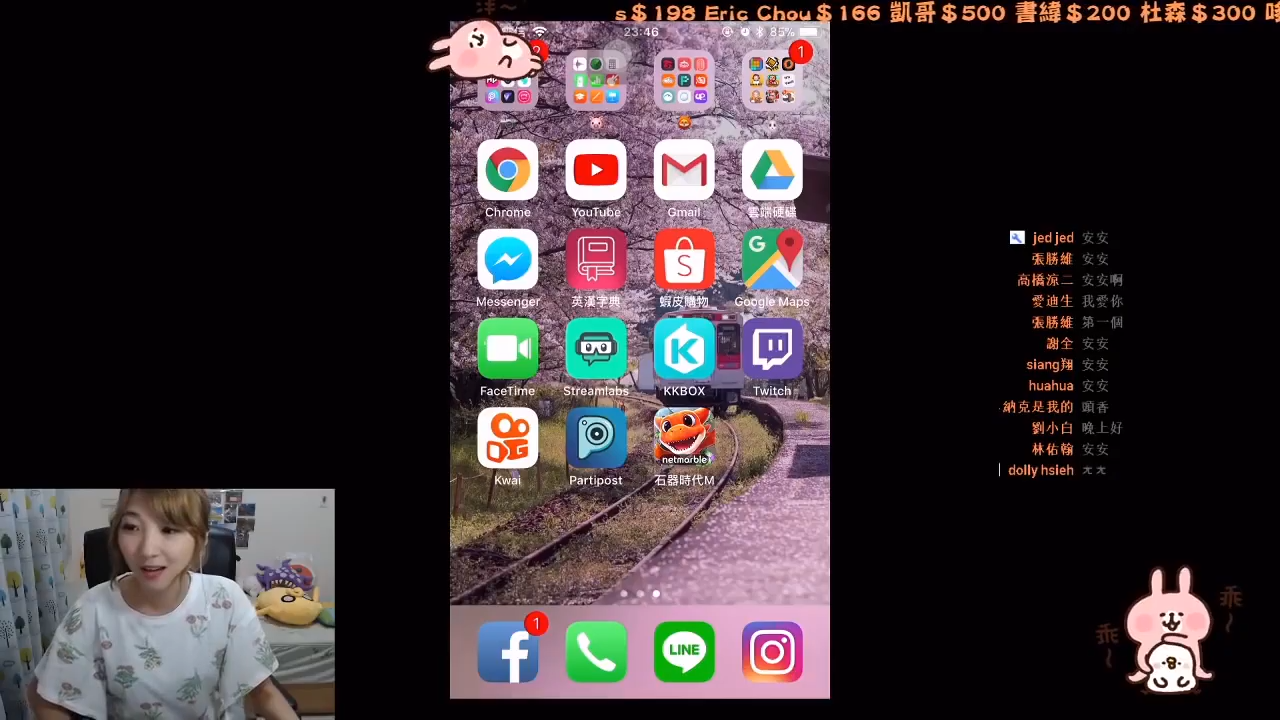 s＄198 Eric Chou＄166 凱哥＄500 書緯＄200 杜森＄300
23:46
85%
2
1
Chrome
YouTube
Gmail
雲端硬碟
Messenger
英漢字典
蝦皮購物
Google Maps
FaceTime
Streamlabs
KKBOX
Twitch
netmarble
Kwai
Partipost
石器時代M
1
LINE
jed jed 安安
張勝維 安安
高橋涼二 安安啊
愛迪生 我愛你
張勝維 第一個
謝全 安安
siang翔 安安
huahua 安安
納克是我的 頭香
劉小白 晚上好
林佑翰 安安
dolly hsieh ㄤㄤ
乖～
乖～